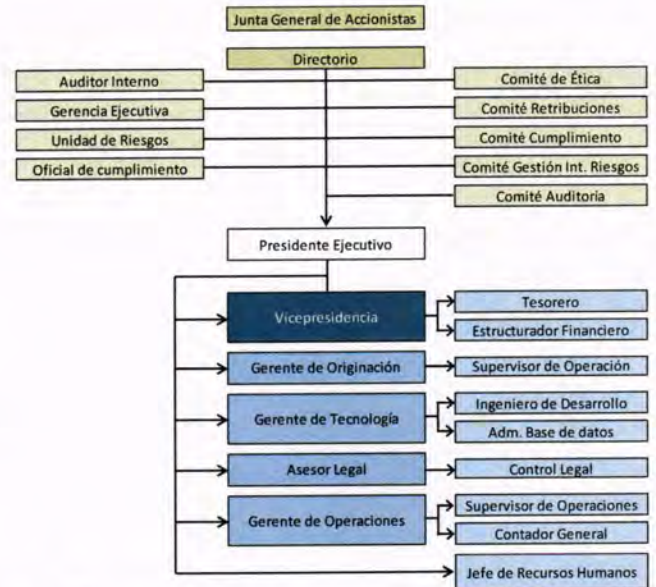 Junta General de Accionistas
Directorio
Auditor Interno
Comité de Ética
Gerencia Ejecutiva
Comité Retribuciones
Unidad de Riesgos
Comité Cumplimiento
Oficial de cumplimiento
Comité Gestión Int. Riesgos
Comité Auditoria
Presidente Ejecutivo
Vicepresidencia
Tesorero
Estructurador Financiero
Gerente de Originación
Supervisor de Operación
Gerente de Tecnología
Ingeniero de Desarrollo
Adm. Base de datos
Asesor Legal
Control Legal
Gerente de Operaciones
Supervisor de Operaciones
Contador General
Jefe de Recursos Humanos